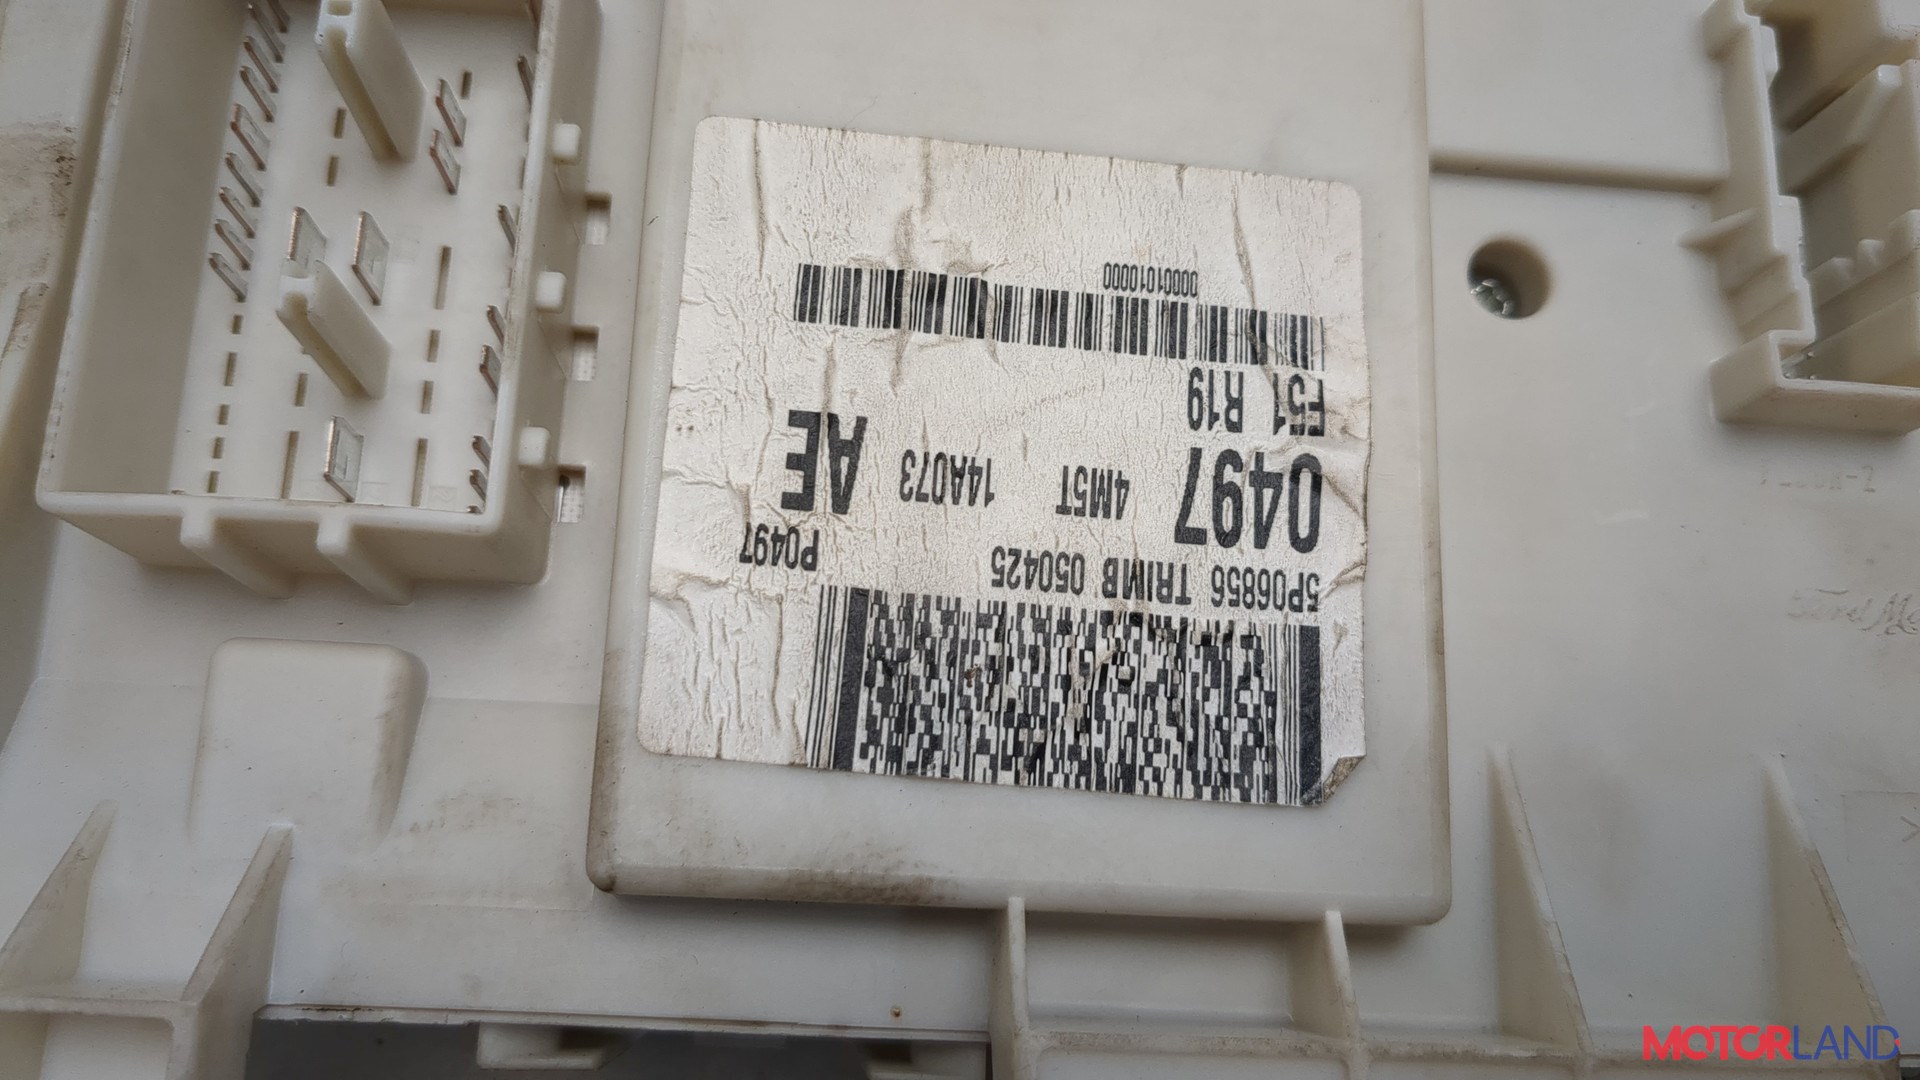 5P06856 TRIMB 050425 P0497
0497 4M5T 14A073 AE
F51 R19
00001010000
MOTORLAND